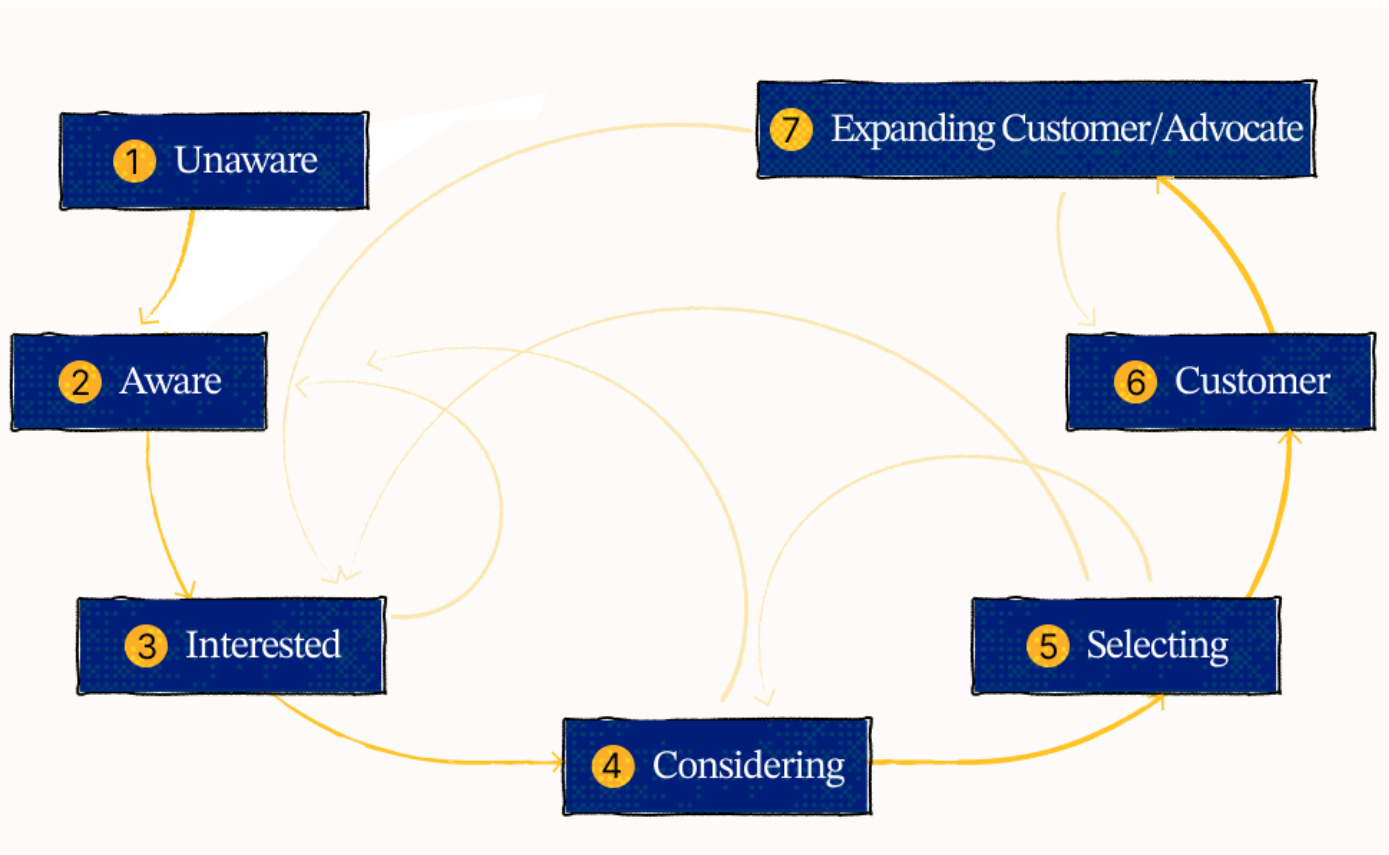 1 Unaware
2 Aware
3 Interested
4 Considering
5 Selecting
6 Customer
7 Expanding Customer/Advocate